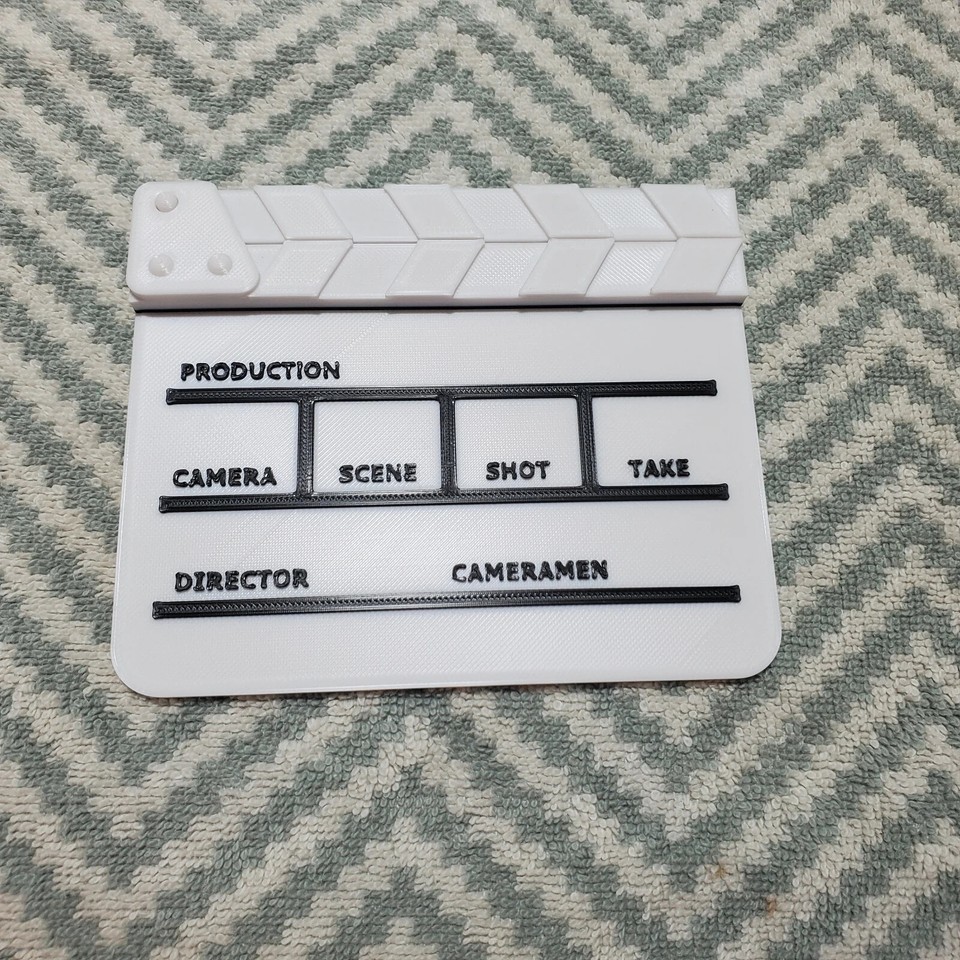 PRODUCTION
CAMERA SCENE SHOT TAKE
DIRECTOR CAMERAMEN